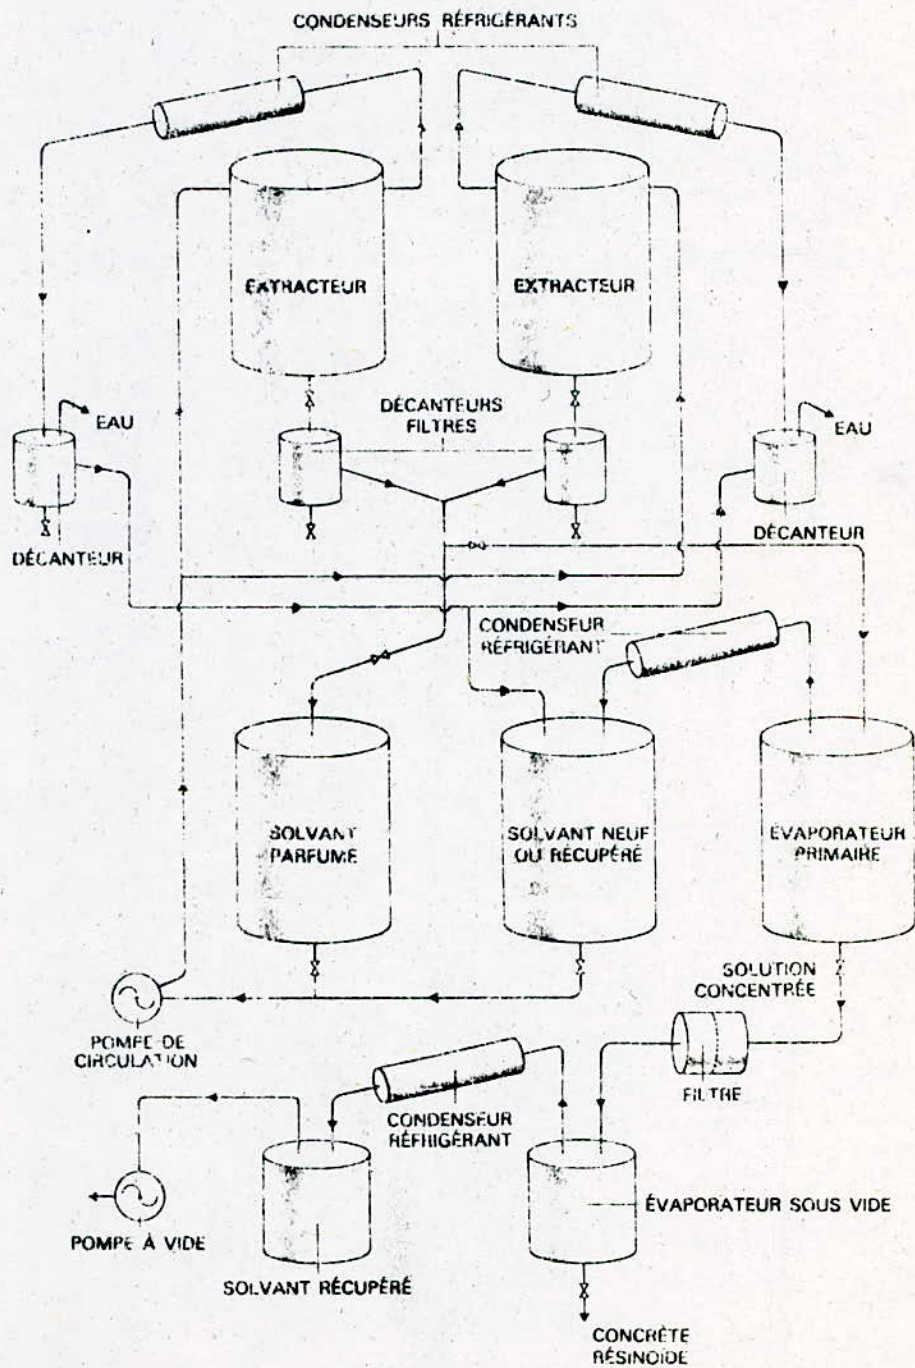 CONDENSEURS RÉFRIGÉRANTS
EXTRACTEUR
EXTRACTEUR
DÉCANTEURS
FILTRES
EAU
EAU
DÉCANTEUR
DÉCANTEUR
CONDENSEUR
RÉFRIGÉRANT
SOLVANT
PARFUMÉ
SOLVANT NEUF
OU RÉCUPÉRÉ
ÉVAPORATEUR
PRIMAIRE
SOLUTION
CONCENTRÉE
POMPE DE
CIRCULATION
FILTRE
CONDENSEUR
RÉFRIGÉRANT
ÉVAPORATEUR SOUS VIDE
POMPE À VIDE
SOLVANT RÉCUPÉRÉ
CONCRÈTE
RÉSINOÏDE